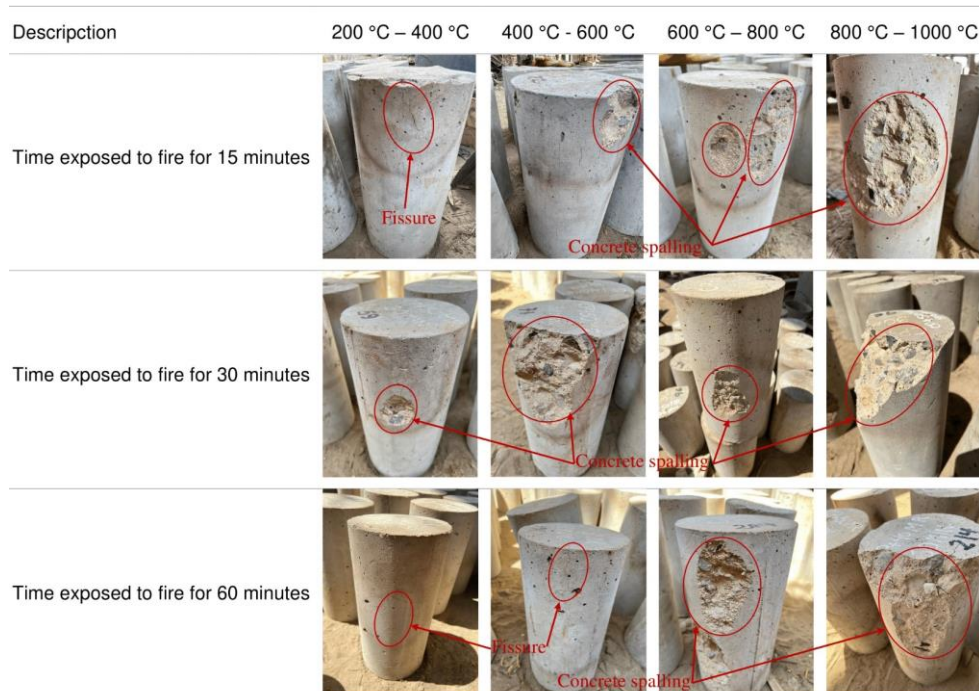 Descripction 200 °C – 400 °C 400 °C - 600 °C 600 °C – 800 °C 800 °C – 1000 °C
Time exposed to fire for 15 minutes
Fissure
Concrete spalling
Time exposed to fire for 30 minutes
Concrete spalling
Time exposed to fire for 60 minutes
214
Fissure
Concrete spalling